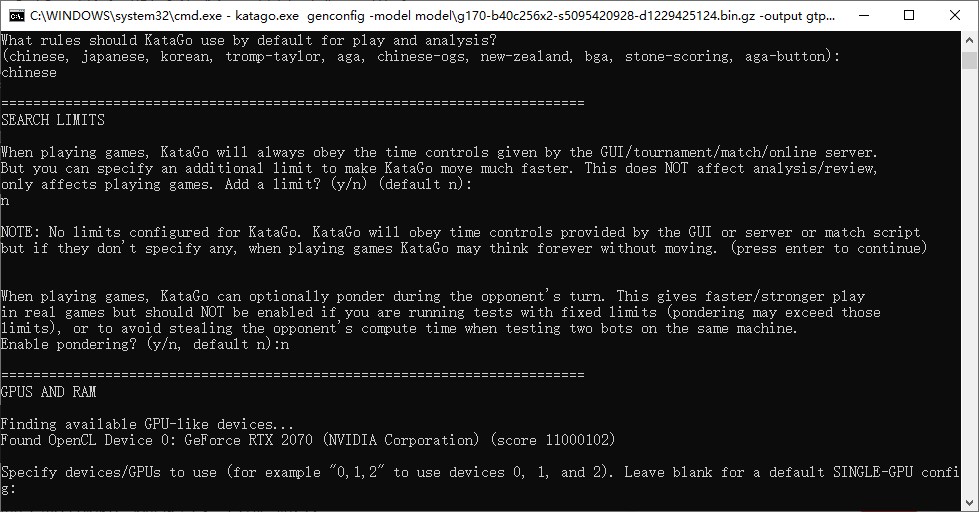 C:\WINDOWS\system32\cmd.exe - katago.exe  genconfig -model model\g170-b40c256x2-s5095420928-d1229425124.bin.gz -output gtp...
What rules should KataGo use by default for play and analysis?
(chinese, japanese, korean, tromp-taylor, aga, chinese-ogs, new-zealand, bga, stone-scoring, aga-button):
chinese
=========================================================================
SEARCH LIMITS
When playing games, KataGo will always obey the time controls given by the GUI/tournament/match/online server.
But you can specify an additional limit to make KataGo move much faster. This does NOT affect analysis/review,
only affects playing games. Add a limit? (y/n) (default n):
n
NOTE: No limits configured for KataGo. KataGo will obey time controls provided by the GUI or server or match script
but if they don't specify any, when playing games KataGo may think forever without moving. (press enter to continue)
When playing games, KataGo can optionally ponder during the opponent's turn. This gives faster/stronger play
in real games but should NOT be enabled if you are running tests with fixed limits (pondering may exceed those
limits), or to avoid stealing the opponent's compute time when testing two bots on the same machine.
Enable pondering? (y/n, default n):n
=========================================================================
GPUS AND RAM
Finding available GPU-like devices...
Found OpenCL Device 0: GeForce RTX 2070 (NVIDIA Corporation) (score 11000102)
Specify devices/GPUs to use (for example "0,1,2" to use devices 0, 1, and 2). Leave blank for a default SINGLE-GPU confi
g: